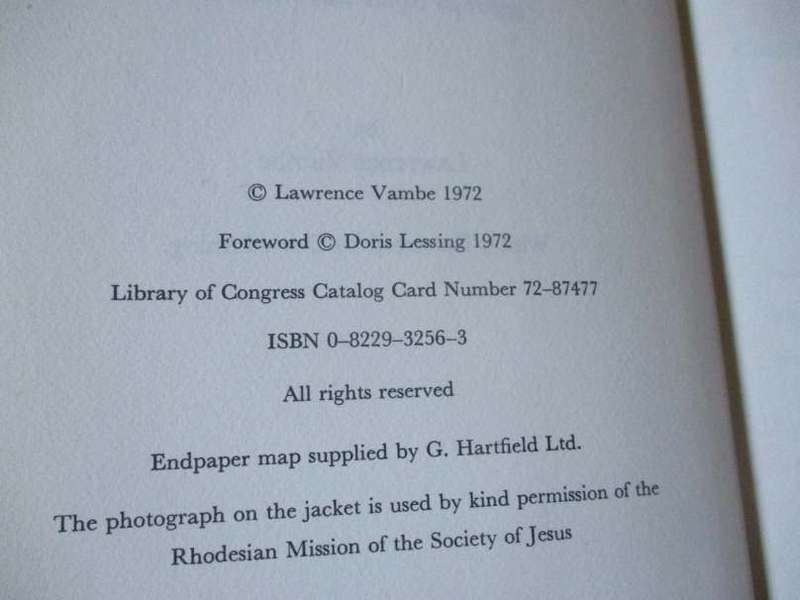 © Lawrence Vambe 1972
Foreword © Doris Lessing 1972
Library of Congress Catalog Card Number 72–87477
ISBN 0–8229–3256–3
All rights reserved
Endpaper map supplied by G. Hartfield Ltd.
The photograph on the jacket is used by kind permission of the
Rhodesian Mission of the Society of Jesus